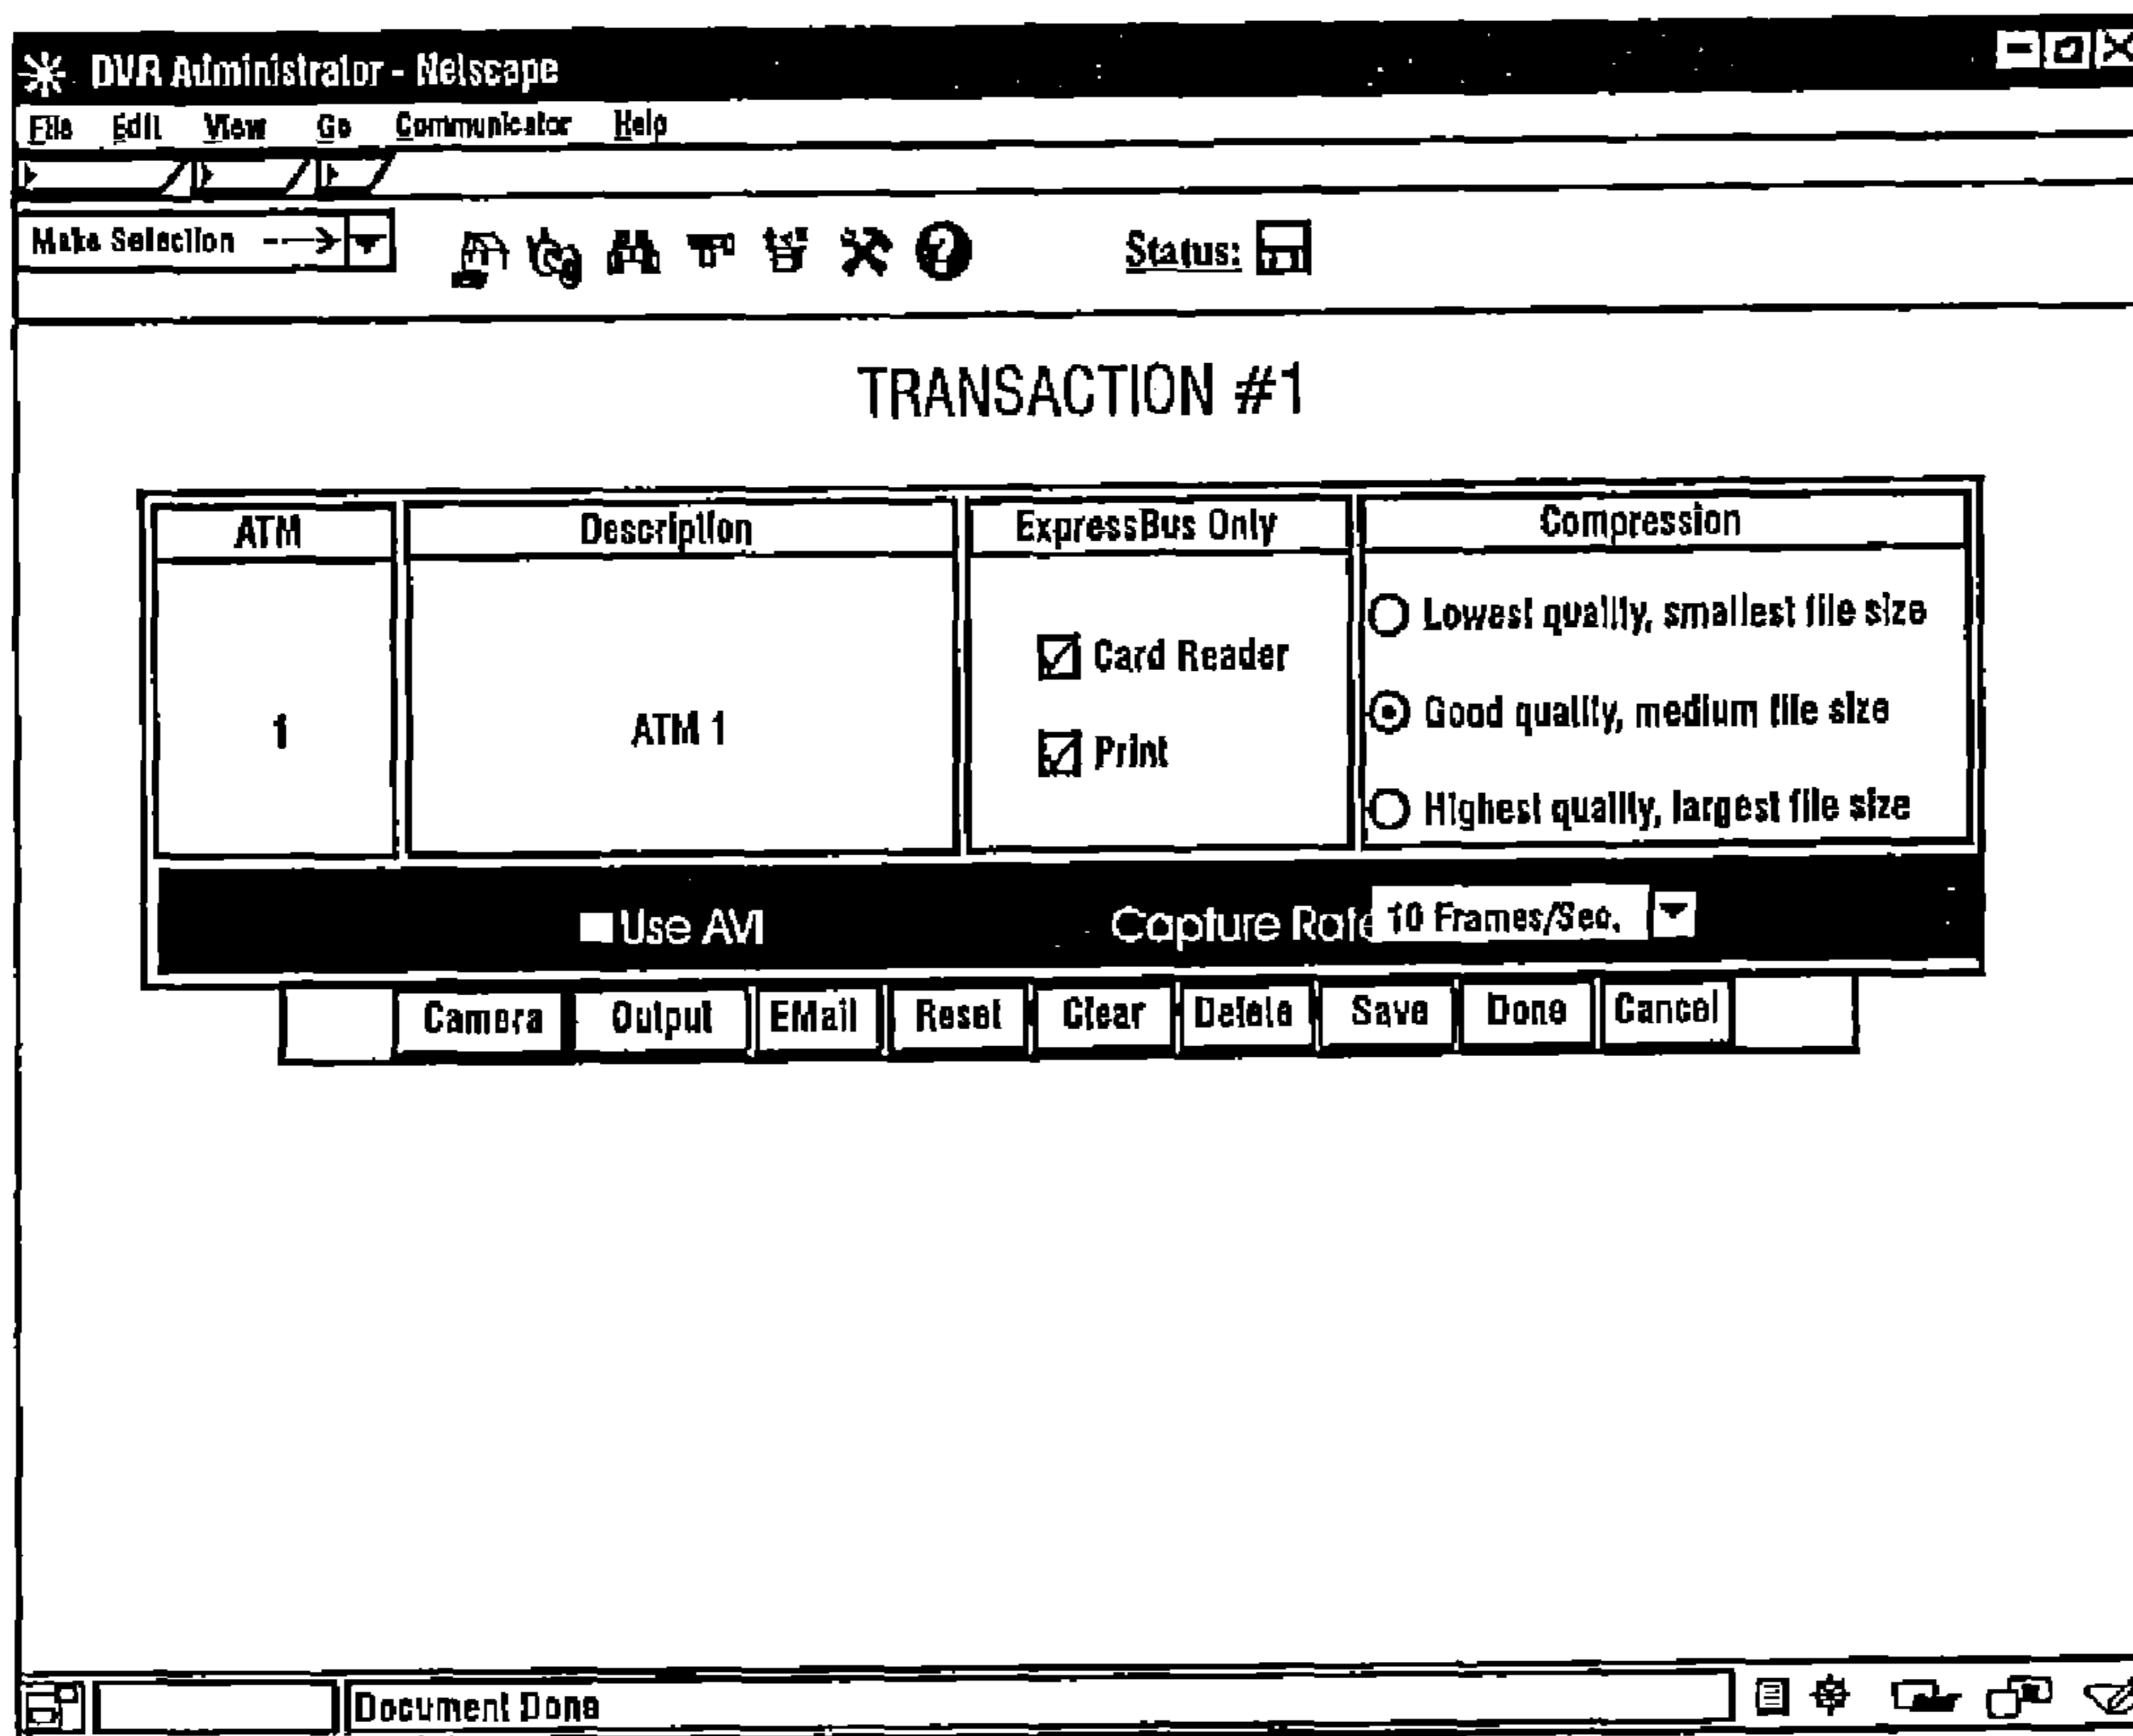 DVR Administrator - Netscape
File Edit View Go Communicator Help
Make Selection Status:
TRANSACTION #1
ATM Description ExpressBus Only Compression
Lowest quality, smallest file size
Card Reader
1 ATM 1 Good quality, medium file size
Print
Highest quality, largest file size
Use AVI Capture Rate 10 Frames/Sec.
Camera Output EMail Reset Clear Delete Save Done Cancel
Document Done